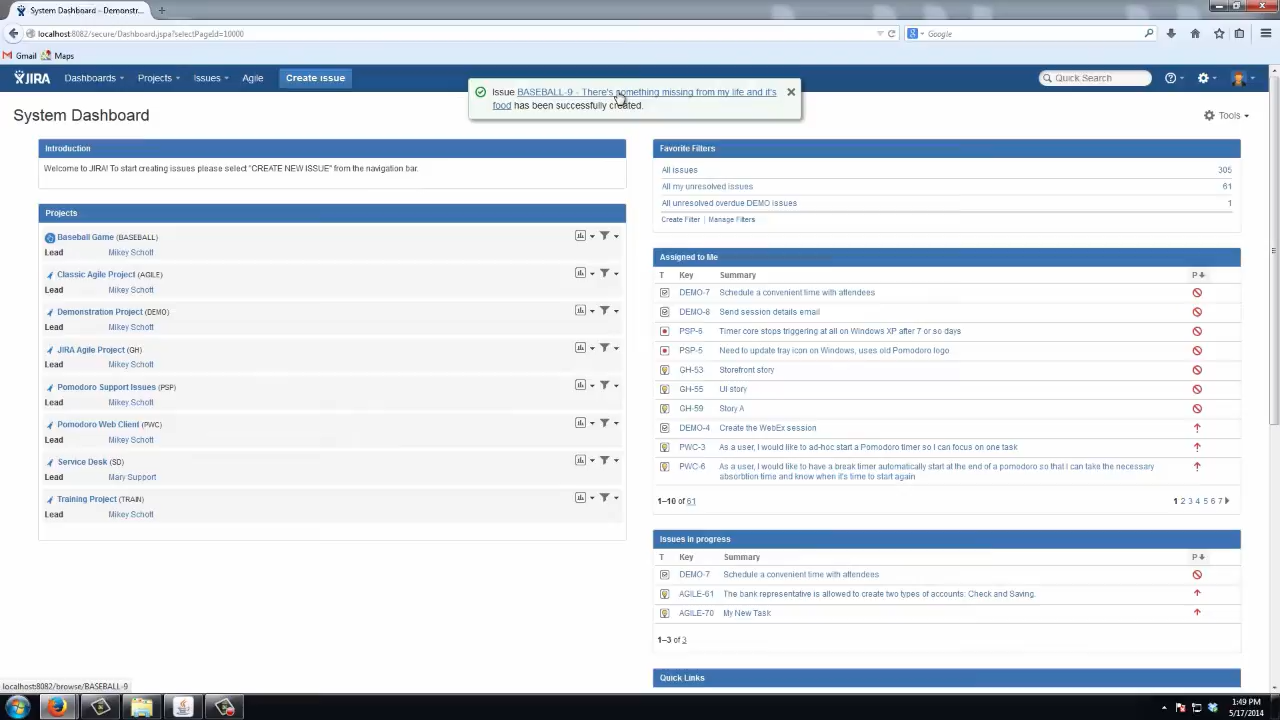 System Dashboard - Demonstr...
localhost:8082/secure/Dashboard.jspa?selectPageId=10000
Google
Gmail Maps
JIRA Dashboards Projects Issues Agile Create issue Quick Search
Issue BASEBALL-9 - There's something missing from my life and it's
food has been successfully created.
System Dashboard
Tools
Introduction
Welcome to JIRA! To start creating issues please select "CREATE NEW ISSUE" from the navigation bar.
Projects
Baseball Game (BASEBALL)
Lead Mikey Schott
Classic Agile Project (AGILE)
Lead Mikey Schott
Demonstration Project (DEMO)
Lead Mikey Schott
JIRA Agile Project (GH)
Lead Mikey Schott
Pomodoro Support Issues (PSP)
Lead Mikey Schott
Pomodoro Web Client (PWC)
Lead Mikey Schott
Service Desk (SD)
Lead Mary Support
Training Project (TRAIN)
Lead Mikey Schott
Favorite Filters
All issues 305
All my unresolved issues 61
All unresolved overdue DEMO issues 1
Create Filter | Manage Filters
Assigned to Me
T Key Summary P
DEMO-7 Schedule a convenient time with attendees
DEMO-8 Send session details email
PSP-6 Timer core stops triggering at all on Windows XP after 7 or so days
PSP-5 Need to update tray icon on Windows, uses old Pomodoro logo
GH-53 Storefront story
GH-55 UI story
GH-59 Story A
DEMO-4 Create the WebEx session
PWC-3 As a user, I would like to ad-hoc start a Pomodoro timer so I can focus on one task
PWC-6 As a user, I would like to have a break timer automatically start at the end of a pomodoro so that I can take the necessary
absorbtion time and know when it's time to start again
1–10 of 61 1 2 3 4 5 6 7
Issues in progress
T Key Summary P
DEMO-7 Schedule a convenient time with attendees
AGILE-61 The bank representative is allowed to create two types of accounts: Check and Saving.
AGILE-70 My New Task
1–3 of 3
Quick Links
localhost:8082/browse/BASEBALL-9
1:49 PM
5/17/2014